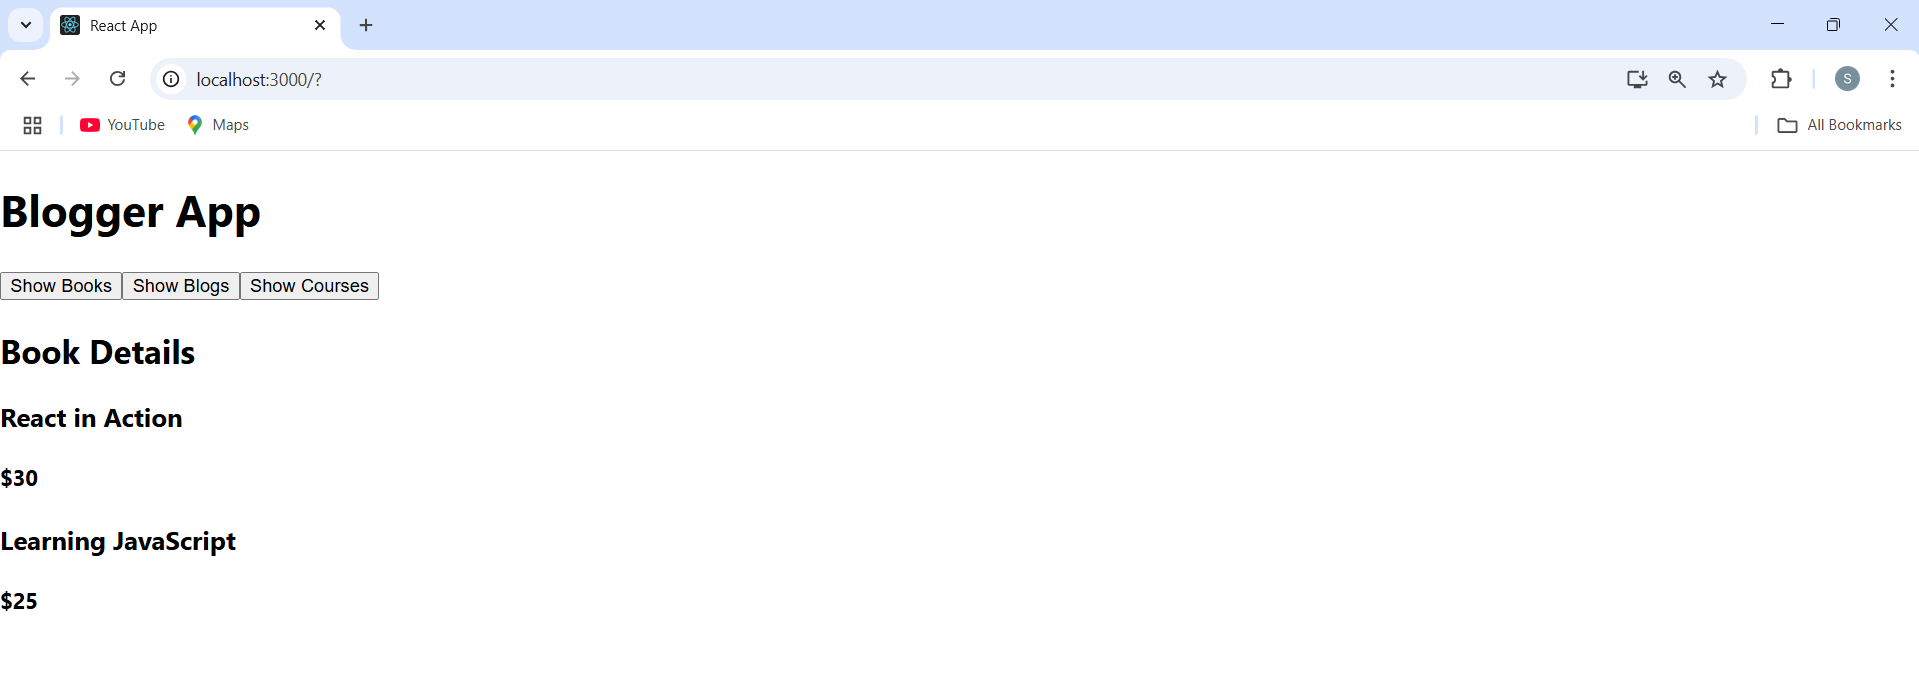 React App
localhost:3000/?
S
YouTube Maps All Bookmarks
Blogger App
Show Books Show Blogs Show Courses
Book Details
React in Action
$30
Learning JavaScript
$25